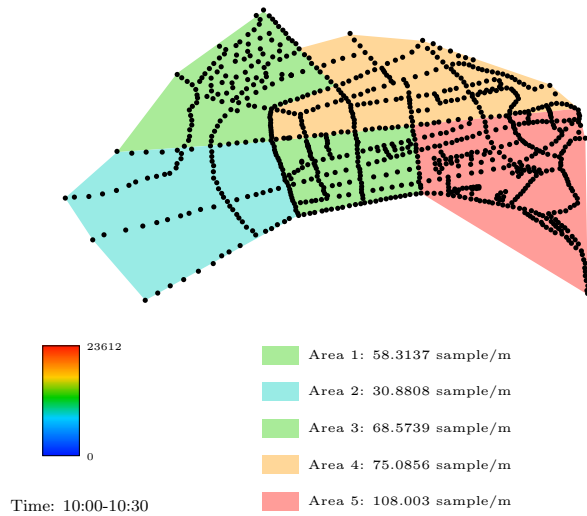 23612
0
Area 1: 58.3137 sample/m
Area 2: 30.8808 sample/m
Area 3: 68.5739 sample/m
Area 4: 75.0856 sample/m
Area 5: 108.003 sample/m
Time: 10:00-10:30